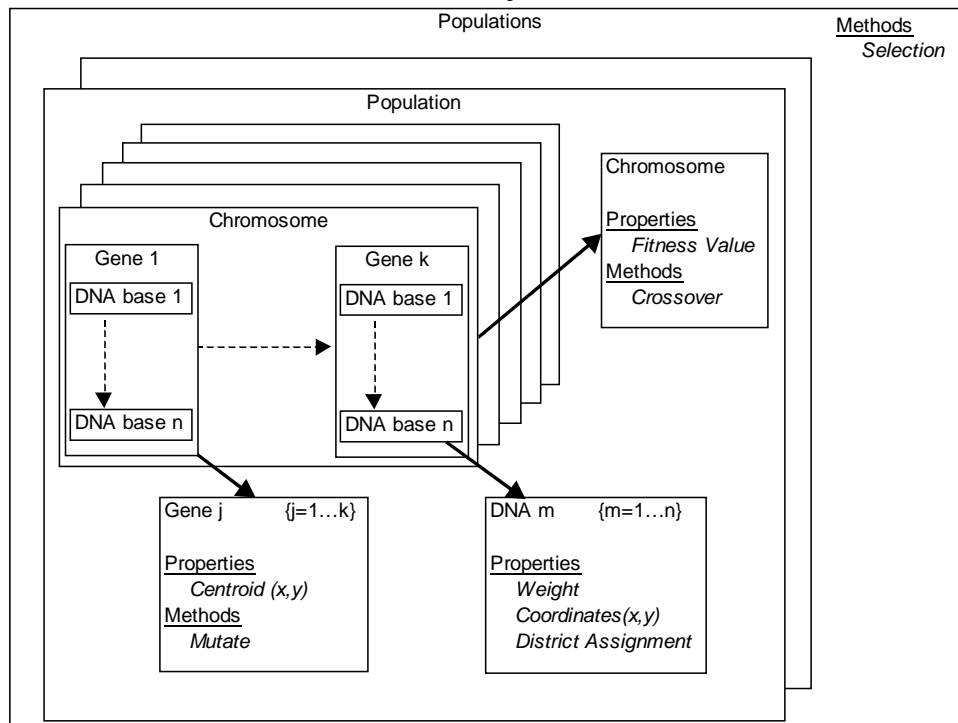 Populations
Methods
Selection
Population
Chromosome
Gene 1
DNA base 1
DNA base n
Gene k
DNA base 1
DNA base n
Chromosome
Properties
Fitness Value
Methods
Crossover
Gene j {j=1…k}
Properties
Centroid (x,y)
Methods
Mutate
DNA m {m=1…n}
Properties
Weight
Coordinates(x,y)
District Assignment